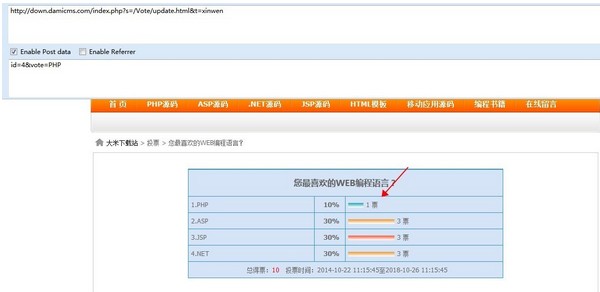 http://down.damicms.com/index.php?s=/Vote/update.html&t=xinwen
Enable Post data Enable Referrer
id=4&vote=PHP
首 页 PHP源码 ASP源码 .NET源码 JSP源码 HTML模板 移动应用源码 编程书籍 在线留言
大米下载站 > 投票 > 您最喜欢的WEB编程语言?
您最喜欢的WEB编程语言?
1.PHP 10% 1 票
2.ASP 30% 3 票
3.JSP 30% 3 票
4.NET 30% 3 票
总得票：10 投票时间：2014-10-22 11:15:45至2018-10-26 11:15:45